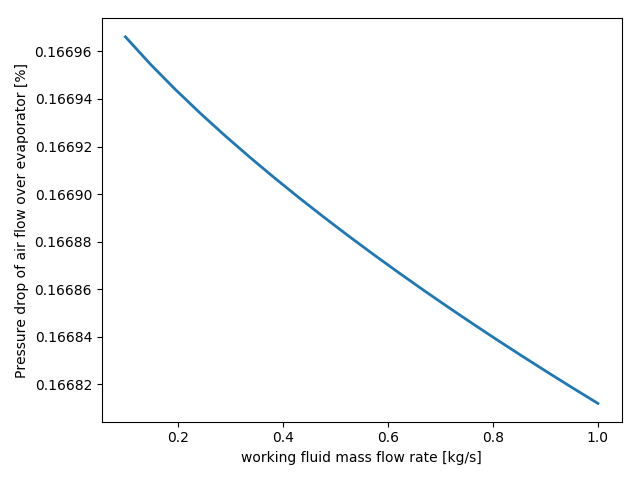 Pressure drop of air flow over evaporator [%]
0.16696
0.16694
0.16692
0.16690
0.16688
0.16686
0.16684
0.16682
0.2 0.4 0.6 0.8 1.0
working fluid mass flow rate [kg/s]